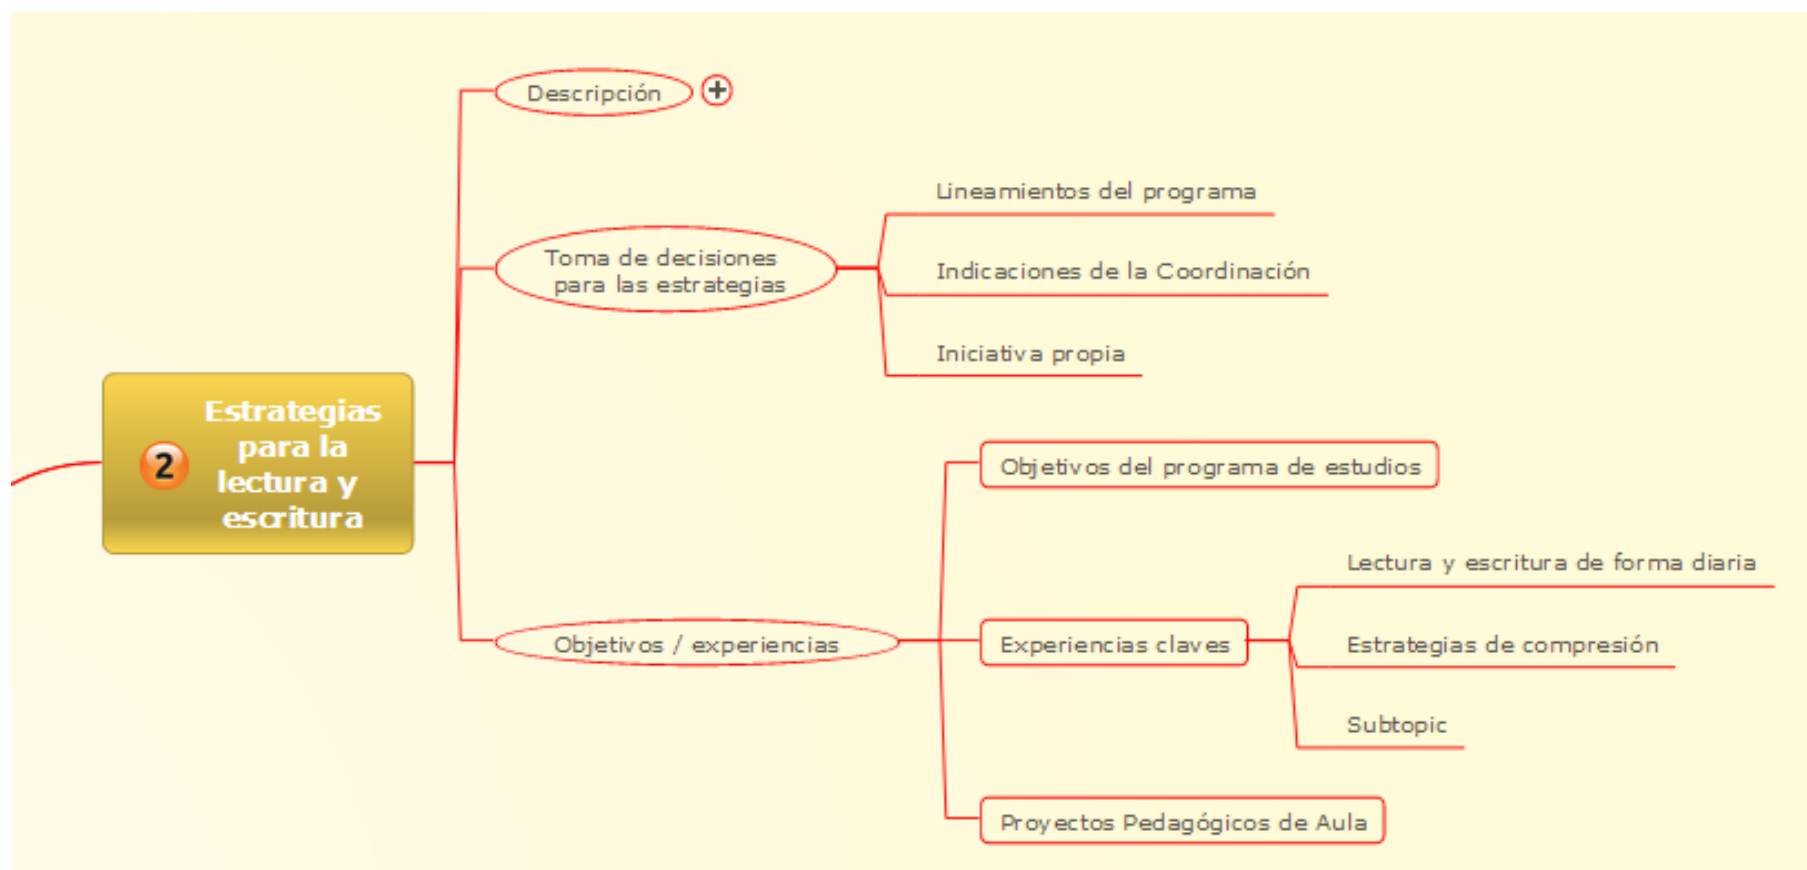 2
Estrategias
para la
lectura y
escritura
Descripción
Toma de decisiones
para las estrategias
Lineamientos del programa
Indicaciones de la Coordinación
Iniciativa propia
Objetivos / experiencias
Objetivos del programa de estudios
Experiencias claves
Lectura y escritura de forma diaria
Estrategias de compresión
Subtopic
Proyectos Pedagógicos de Aula